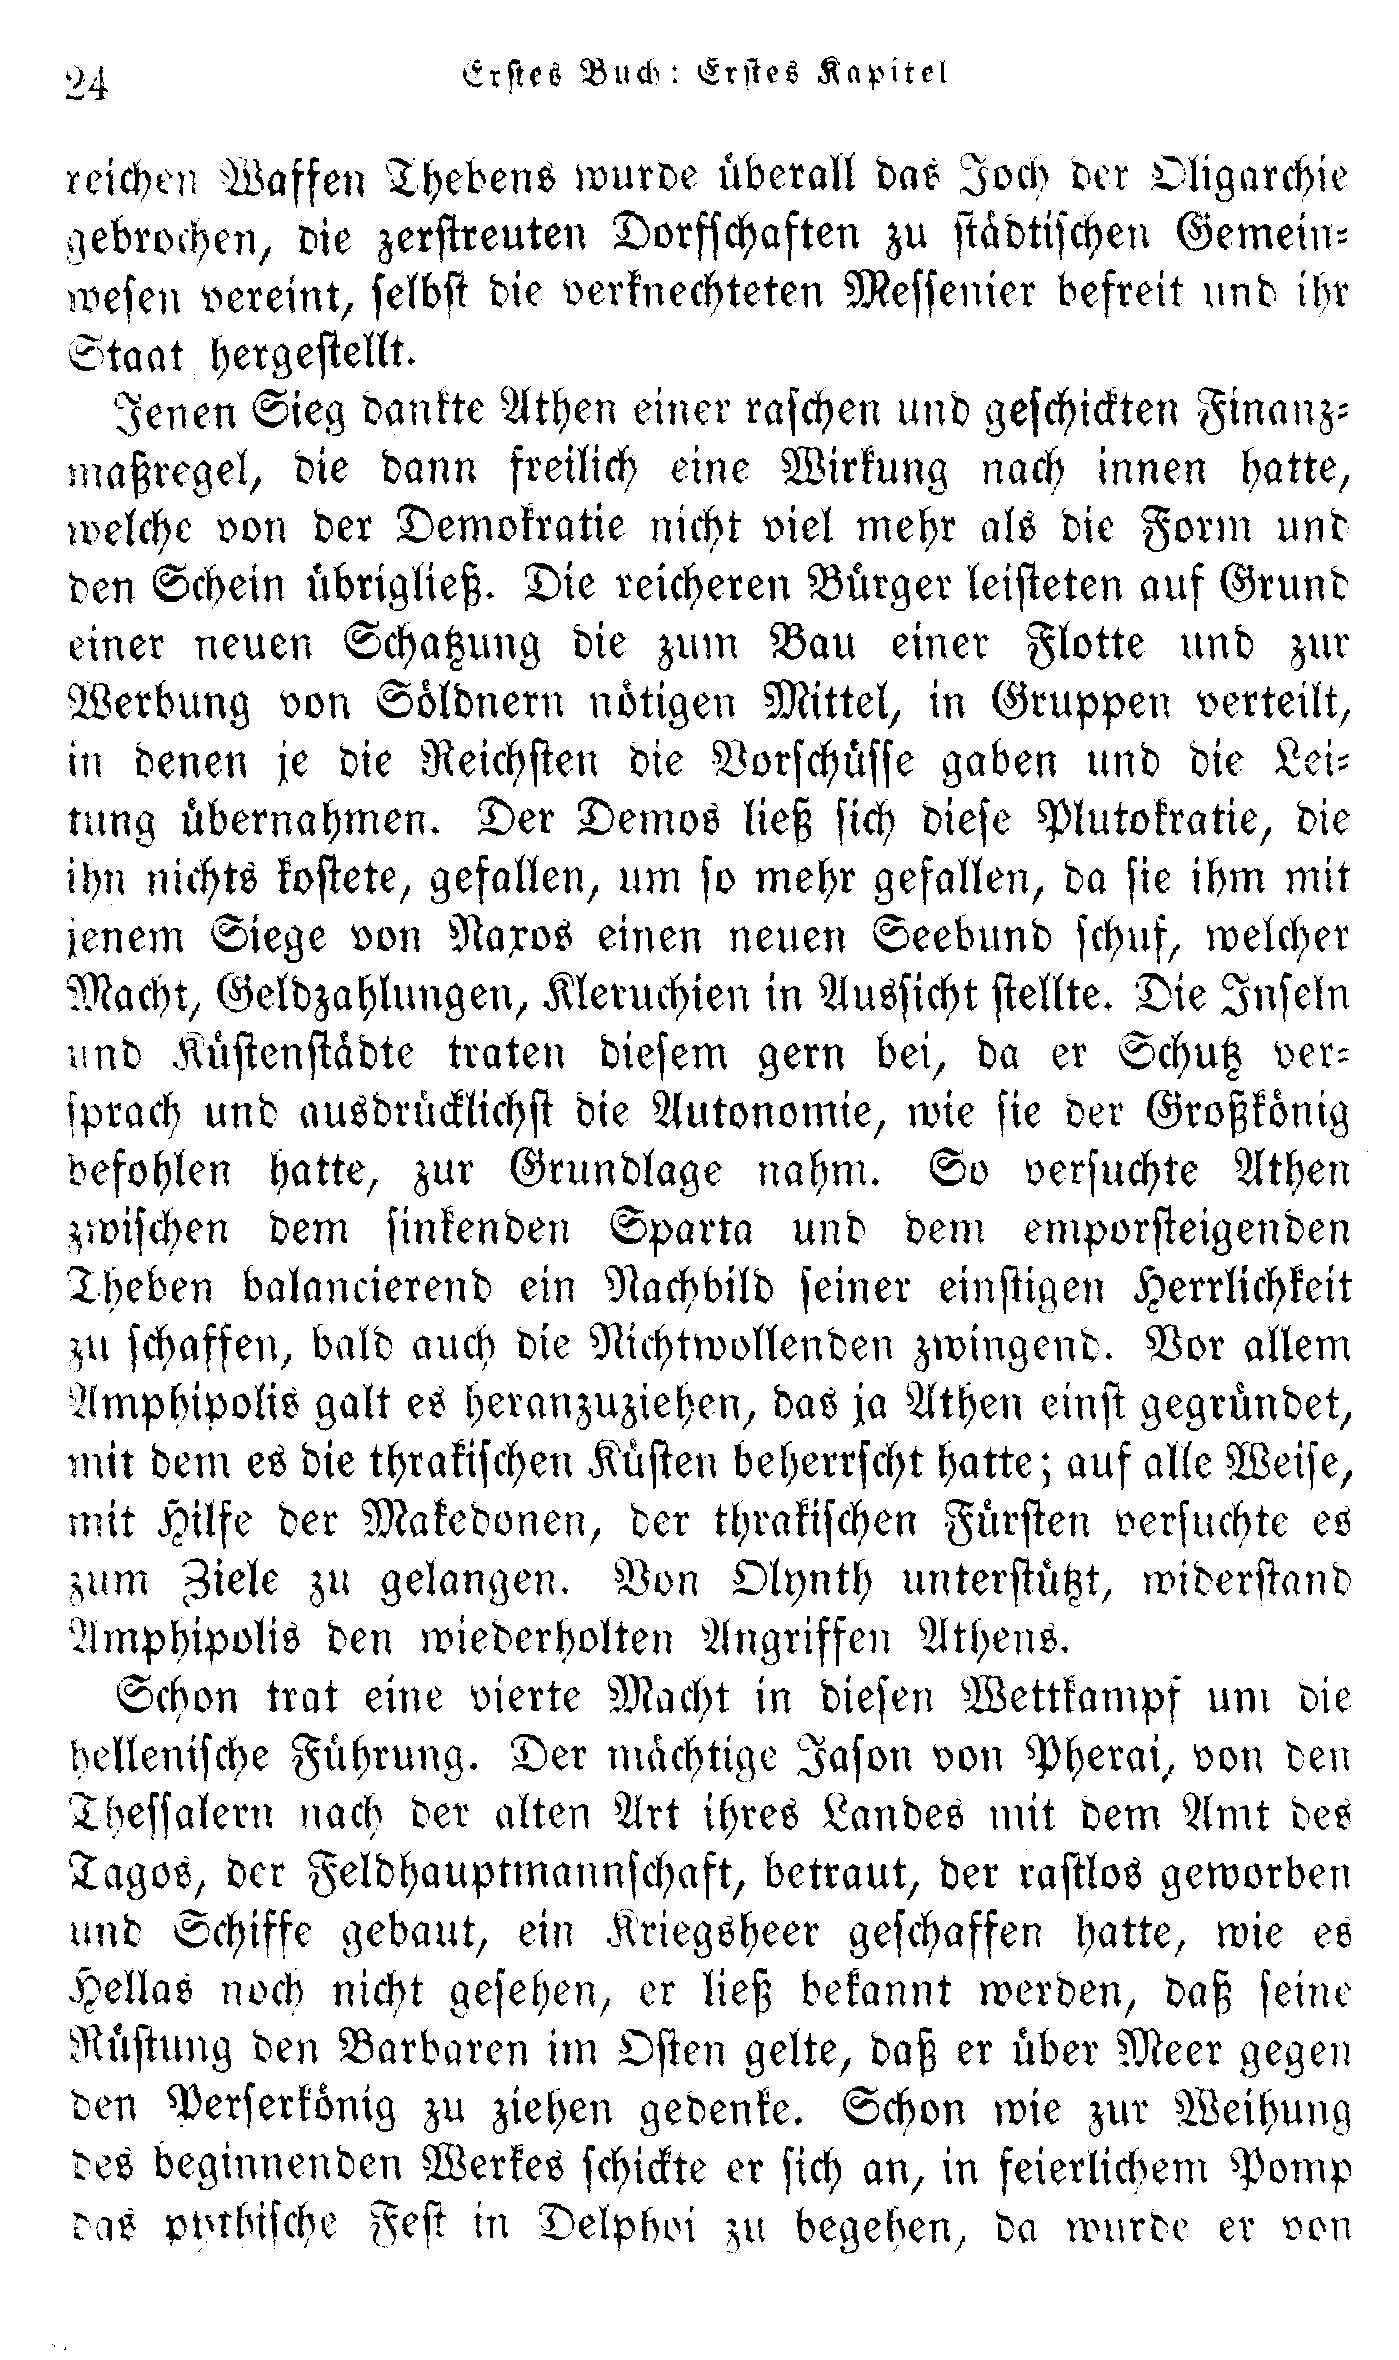 24
Erstes Buch: Erstes Kapitel
reichen Waffen Thebens wurde überall das Joch der Oligarchie
gebrochen, die zerstreuten Dorfschaften zu städtischen Gemein-
wesen vereint, selbst die verknechteten Messenier befreit und ihr
Staat hergestellt.
Jenen Sieg dankte Athen einer raschen und geschickten Finanz-
maßregel, die dann freilich eine Wirkung nach innen hatte,
welche von der Demokratie nicht viel mehr als die Form und
den Schein übrigließ. Die reicheren Bürger leisteten auf Grund
einer neuen Schatzung die zum Bau einer Flotte und zur
Werbung von Söldnern nötigen Mittel, in Gruppen verteilt,
in denen je die Reichsten die Vorschüsse gaben und die Lei-
tung übernahmen. Der Demos ließ sich diese Plutokratie, die
ihn nichts kostete, gefallen, um so mehr gefallen, da sie ihm mit
jenem Siege von Naxos einen neuen Seebund schuf, welcher
Macht, Geldzahlungen, Kleruchien in Aussicht stellte. Die Inseln
und Küstenstädte traten diesem gern bei, da er Schutz ver-
sprach und ausdrücklichst die Autonomie, wie sie der Großkönig
befohlen hatte, zur Grundlage nahm. So versuchte Athen
zwischen dem sinkenden Sparta und dem emporsteigenden
Theben balancierend ein Nachbild seiner einstigen Herrlichkeit
zu schaffen, bald auch die Nichtwollenden zwingend. Vor allem
Amphipolis galt es heranzuziehen, das ja Athen einst gegründet,
mit dem es die thrakischen Küsten beherrscht hatte; auf alle Weise,
mit Hilfe der Makedonen, der thrakischen Fürsten versuchte es
zum Ziele zu gelangen. Von Olynth unterstützt, widerstand
Amphipolis den wiederholten Angriffen Athens.
Schon trat eine vierte Macht in diesen Wettkampf um die
hellenische Führung. Der mächtige Jason von Pherai, von den
Thessalern nach der alten Art ihres Landes mit dem Amt des
Tagos, der Feldhauptmannschaft, betraut, der rastlos geworben
und Schiffe gebaut, ein Kriegsheer geschaffen hatte, wie es
Hellas noch nicht gesehen, er ließ bekannt werden, daß seine
Rüstung den Barbaren im Osten gelte, daß er über Meer gegen
den Perserkönig zu ziehen gedenke. Schon wie zur Weihung
des beginnenden Werkes schickte er sich an, in feierlichem Pomp
das pythische Fest in Delphoi zu begehen, da wurde er von